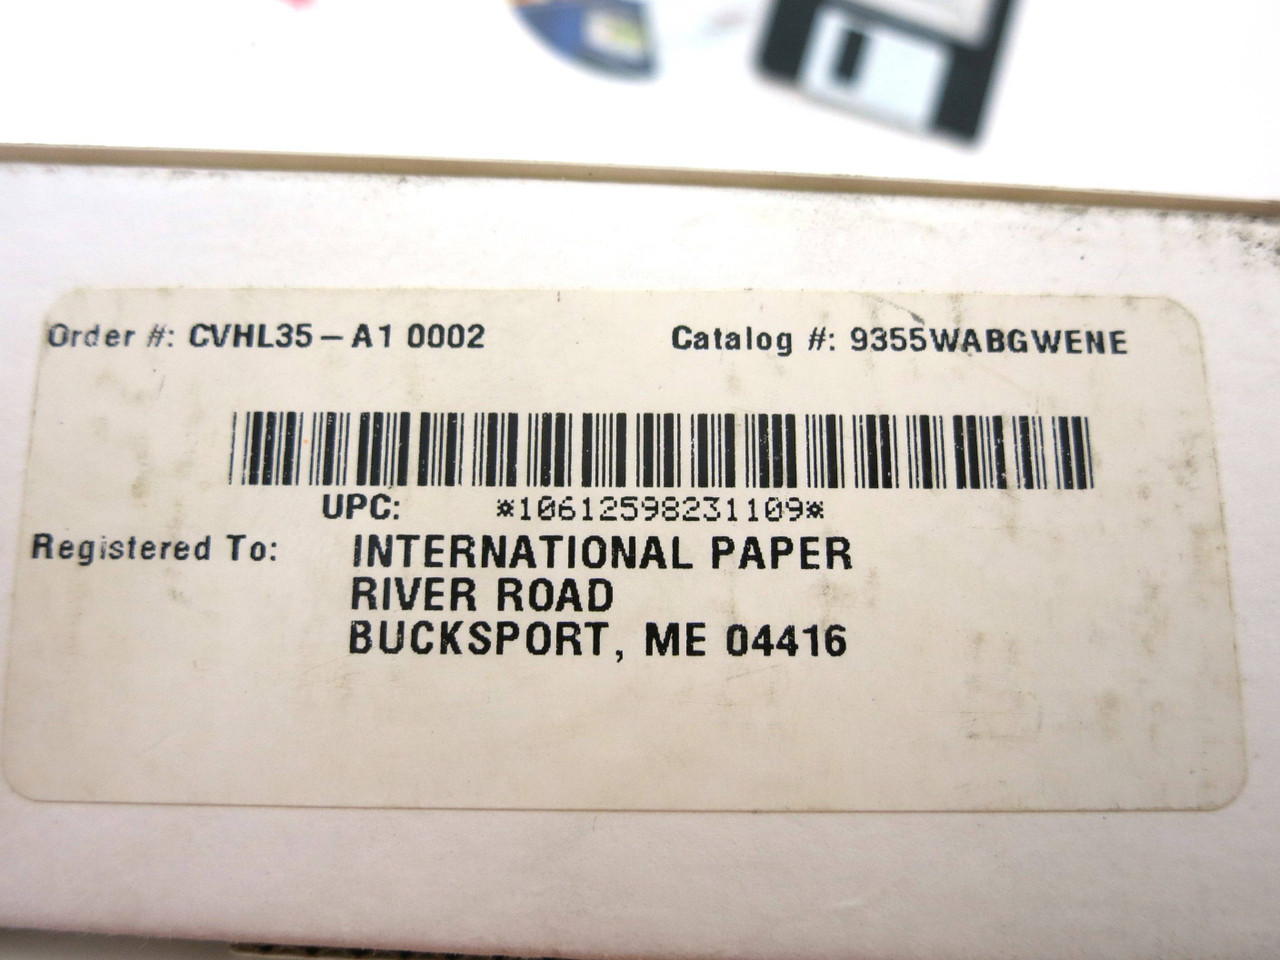 Order #: CVHL35-A1 0002 Catalog #: 9355WABGWENE
UPC: *10612598231109*
Registered To: INTERNATIONAL PAPER
RIVER ROAD
BUCKSPORT, ME 04416